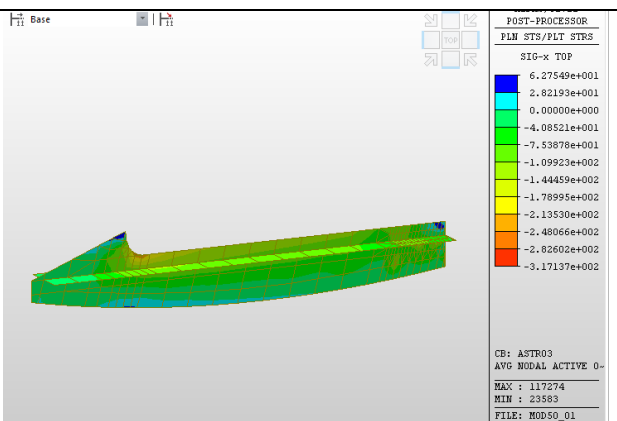 Base
TOP
POST-PROCESSOR
PLN STS/PLT STRS
SIG-x TOP
6.27549e+001
2.82193e+001
0.00000e+000
-4.08521e+001
-7.53878e+001
-1.09923e+002
-1.44459e+002
-1.78995e+002
-2.13530e+002
-2.48066e+002
-2.82602e+002
-3.17137e+002
CB: ASTR03
AVG NODAL ACTIVE 0~
MAX : 117274
MIN : 23583
FILE: MOD50_01